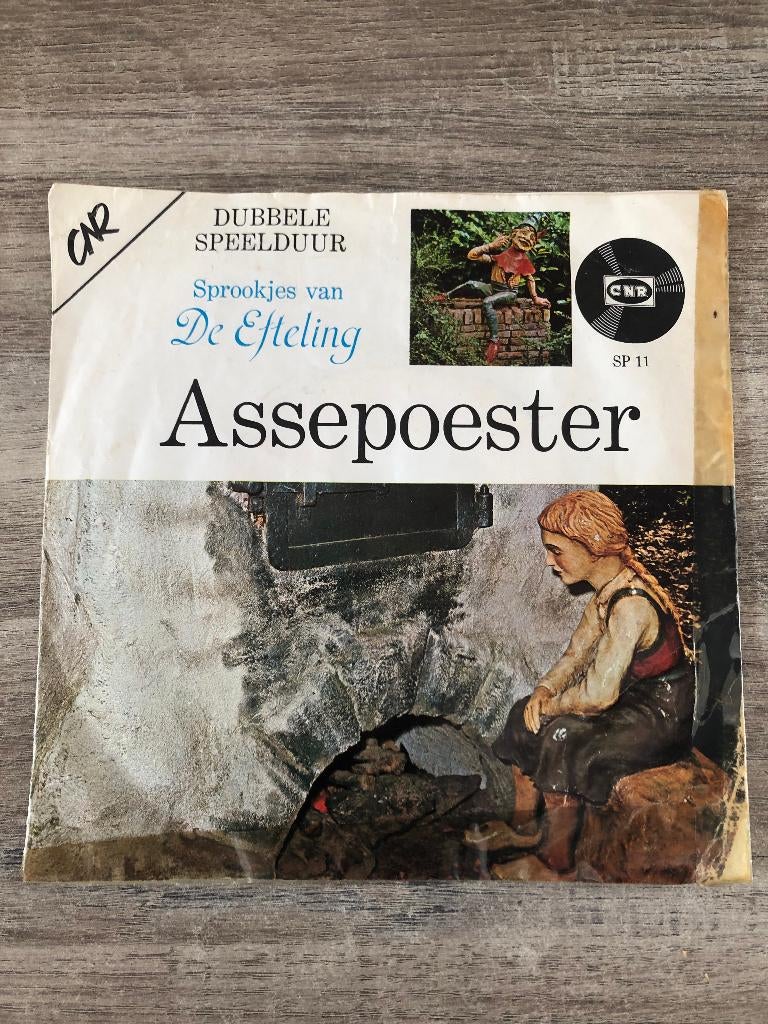 CNR
DUBBELE
SPEELDUUR
Sprookjes van
De Efteling
CNR
SP 11
Assepoester